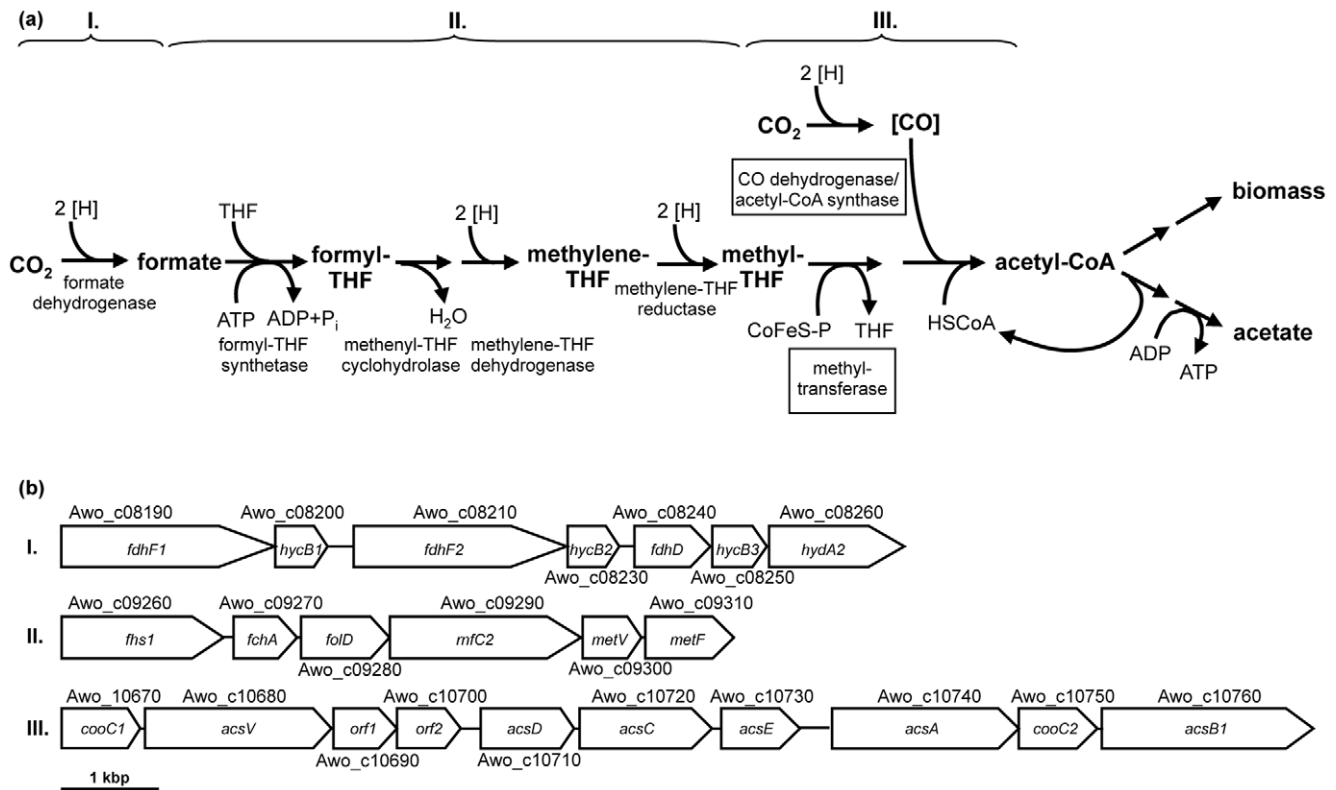 (a)
I.
II.
III.
2 [H]
CO₂
[CO]
CO dehydrogenase/
acetyl-CoA synthase
biomass
2 [H]
THF
2 [H]
2 [H]
CO₂
formate
formyl-
THF
methylene-
THF
methyl-
THF
acetyl-CoA
formate
dehydrogenase
methylene-THF
reductase
ATP
ADP+Pᵢ
H₂O
CoFeS-P
THF
HSCoA
ADP
ATP
acetate
formyl-THF
synthetase
methenyl-THF
cyclohydrolase
methylene-THF
dehydrogenase
methyl-
transferase
(b)
Awo_c08190
Awo_c08200
Awo_c08210
Awo_c08240
Awo_c08260
I.
fdhF1
hycB1
fdhF2
hycB2
fdhD
hycB3
hydA2
Awo_c08230
Awo_c08250
Awo_c09260
Awo_c09270
Awo_c09290
Awo_c09310
II.
fhs1
fchA
folD
rnfC2
metV
metF
Awo_c09280
Awo_c09300
Awo_10670
Awo_c10680
Awo_c10700
Awo_c10720
Awo_c10730
Awo_c10740
Awo_c10750
Awo_c10760
III.
cooC1
acsV
orf1
orf2
acsD
acsC
acsE
acsA
cooC2
acsB1
Awo_c10690
Awo_c10710
1 kbp